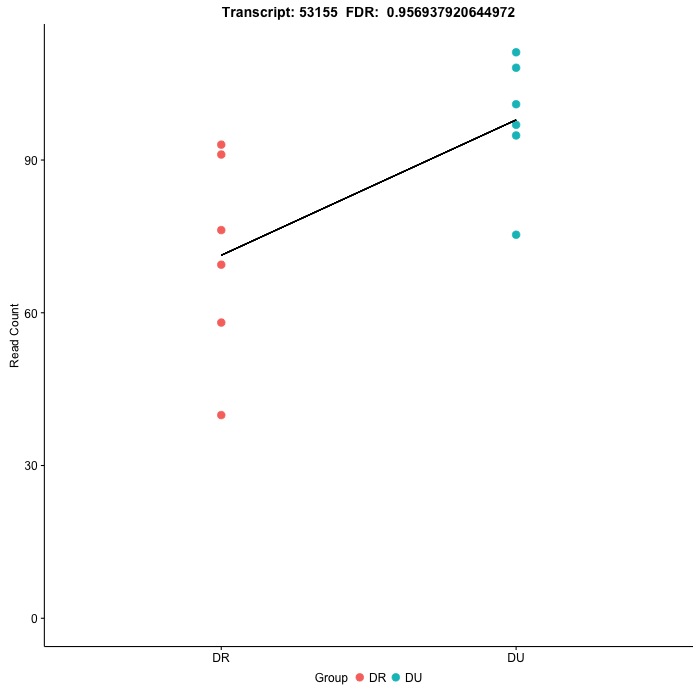 Transcript: 53155  FDR:  0.956937920644972
Read Count
90
60
30
0
DR DU
Group DR DU